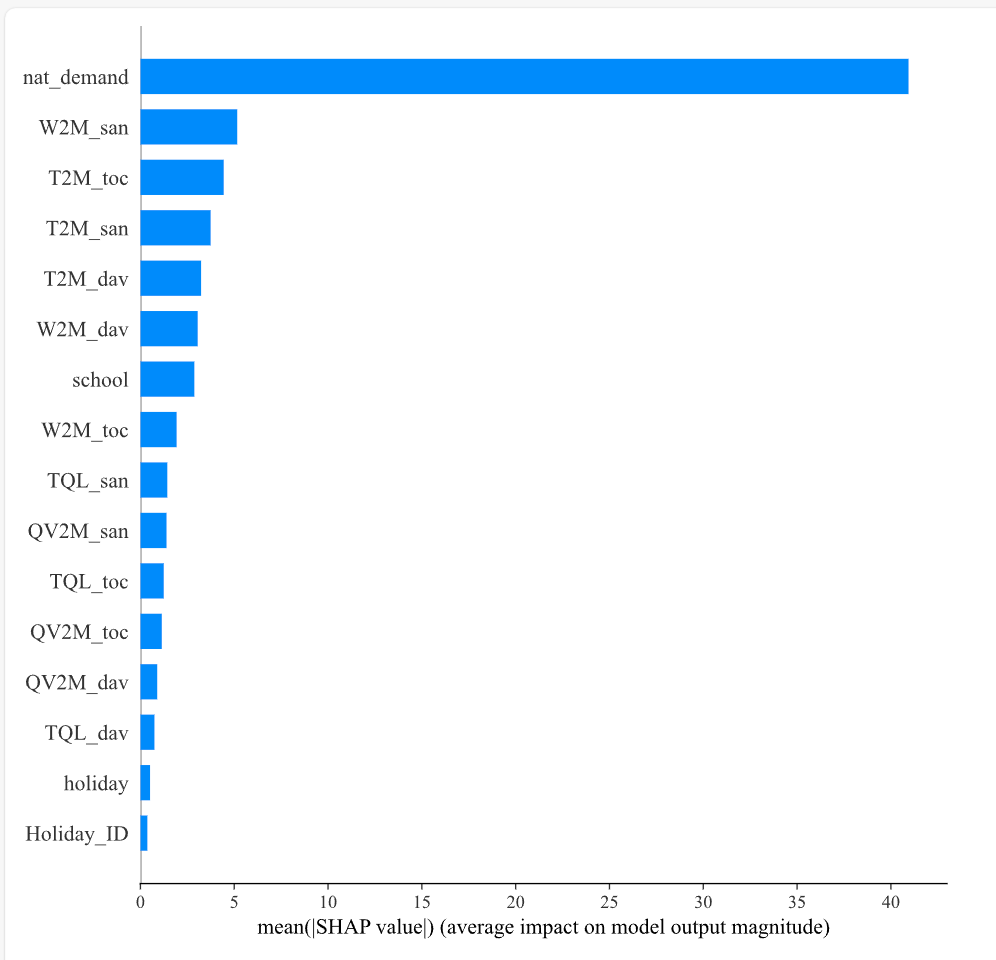 nat_demand
W2M_san
T2M_toc
T2M_san
T2M_dav
W2M_dav
school
W2M_toc
TQL_san
QV2M_san
TQL_toc
QV2M_toc
QV2M_dav
TQL_dav
holiday
Holiday_ID
0 5 10 15 20 25 30 35 40
mean(|SHAP value|) (average impact on model output magnitude)